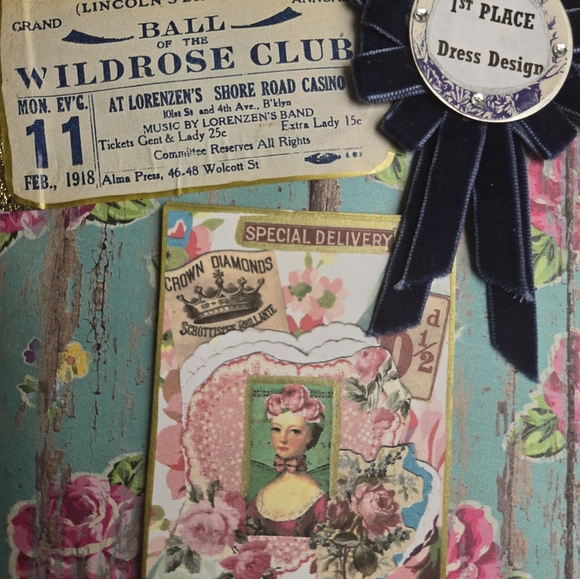 (LINCOLN'S
GRAND
BALL
OF THE
WILDROSE CLUB
MON. EV'G.
11
FEB., 1918
AT LORENZEN'S SHORE ROAD CASINO
101st St and 4th Ave., B'klyn
MUSIC BY LORENZEN'S BAND
Tickets Gent & Lady 25c Extra Lady 15c
Committee Reserves All Rights
Alma Press, 46-48 Wolcott St
1ST PLACE
Dress Design
SPECIAL DELIVERY
CROWN DIAMONDS
SCHOTTISCHE BRILLANTE
d
1/2